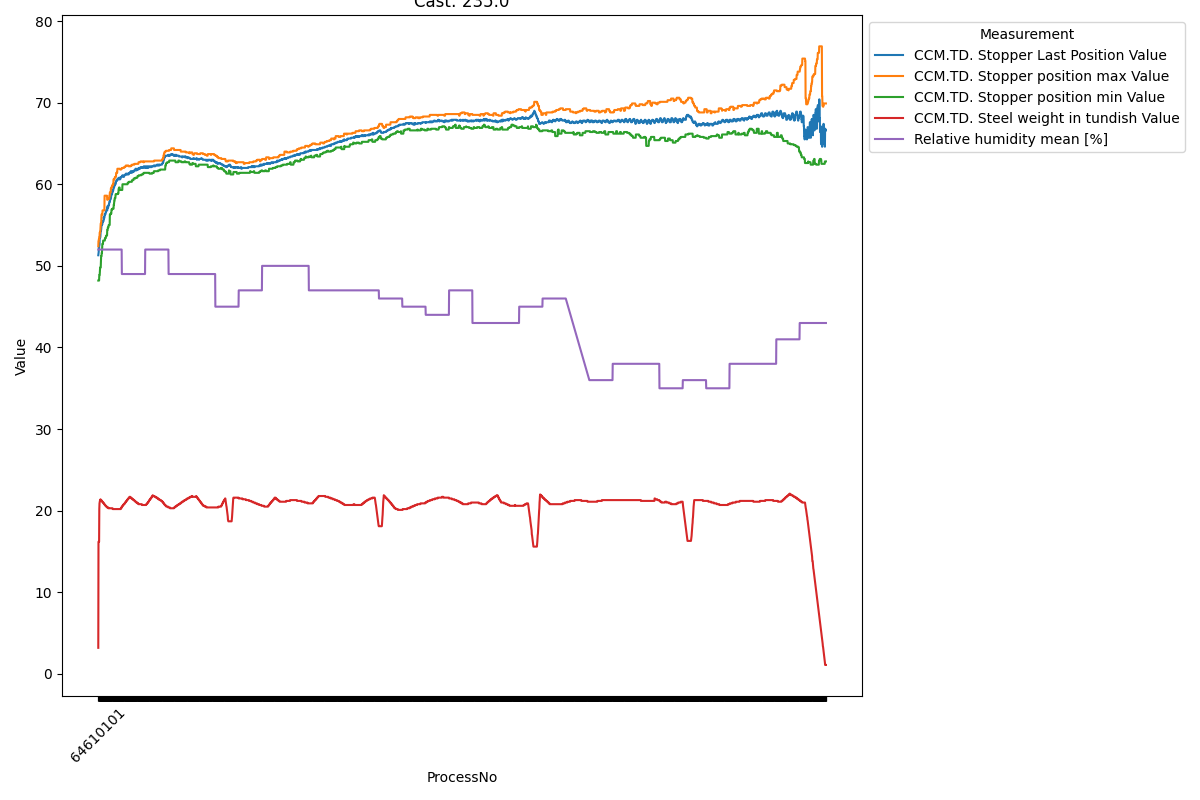 Cast: 235.0
80
70
60
50
40
30
20
10
0
Value
64610101
ProcessNo
Measurement
CCM.TD. Stopper Last Position Value
CCM.TD. Stopper position max Value
CCM.TD. Stopper position min Value
CCM.TD. Steel weight in tundish Value
Relative humidity mean [%]